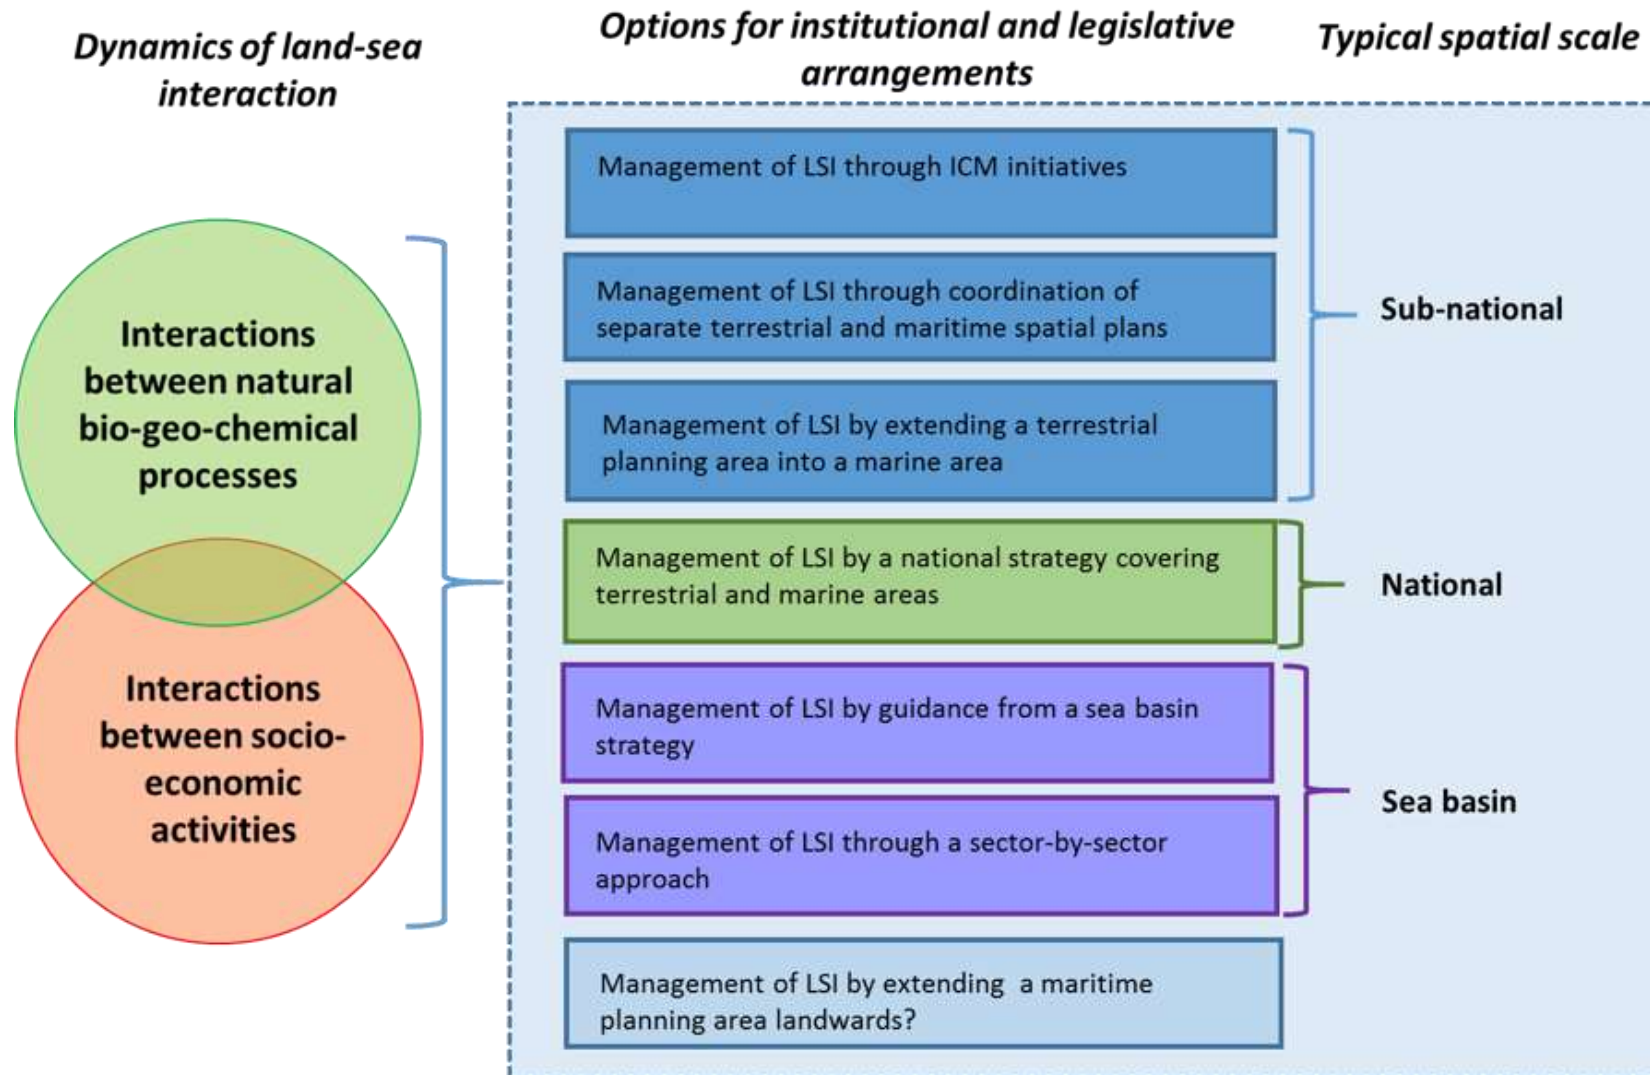 Dynamics of land-sea
interaction
Options for institutional and legislative
arrangements
Typical spatial scale
Interactions
between natural
bio-geo-chemical
processes
Interactions
between socio-
economic
activities
Management of LSI through ICM initiatives
Management of LSI through coordination of
separate terrestrial and maritime spatial plans
Management of LSI by extending a terrestrial
planning area into a marine area
Sub-national
Management of LSI by a national strategy covering
terrestrial and marine areas
National
Management of LSI by guidance from a sea basin
strategy
Management of LSI through a sector-by-sector
approach
Sea basin
Management of LSI by extending  a maritime
planning area landwards?